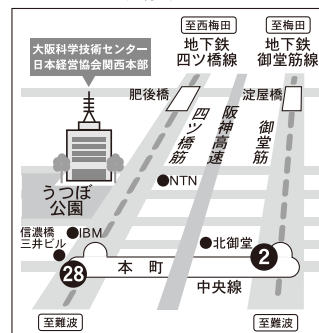 至西梅田
至梅田
地下鉄
四ツ橋線
地下鉄
御堂筋線
大阪科学技術センター
日本経営協会関西本部
肥後橋
淀屋橋
四ツ橋筋
阪神高速
御堂筋
うつぼ
公園
NTN
信濃橋
三井ビル
IBM
北御堂
28
本町
2
中央線
至難波
至難波